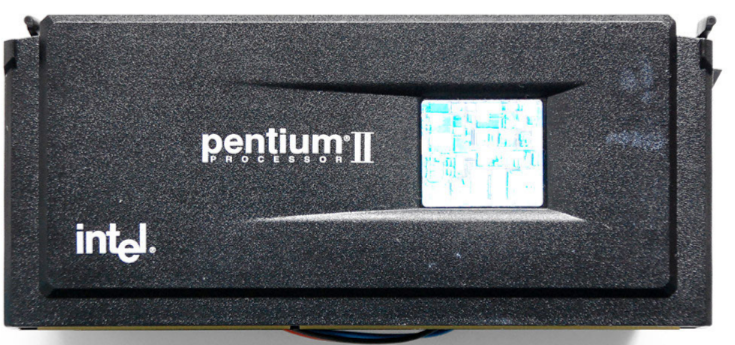 pentium® II
PROCESSOR
intel®